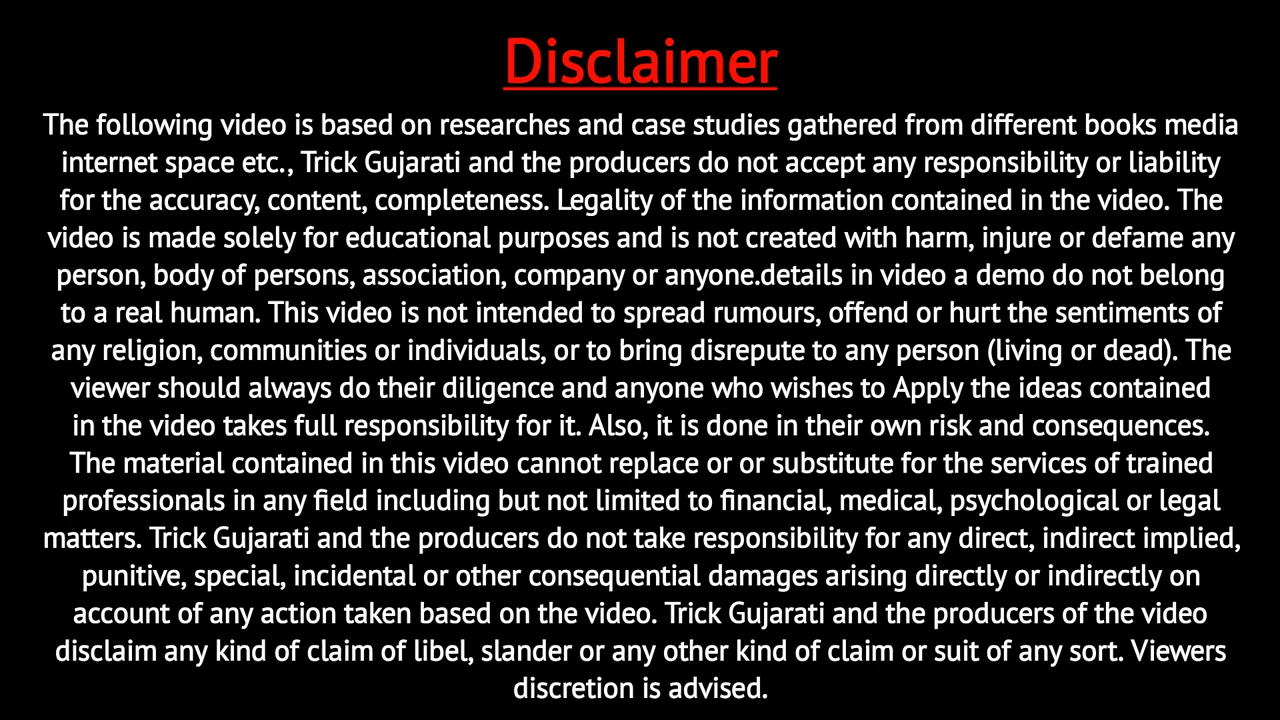 Disclaimer
The following video is based on researches and case studies gathered from different books media
internet space etc., Trick Gujarati and the producers do not accept any responsibility or liability
for the accuracy, content, completeness. Legality of the information contained in the video. The
video is made solely for educational purposes and is not created with harm, injure or defame any
person, body of persons, association, company or anyone.details in video a demo do not belong
to a real human. This video is not intended to spread rumours, offend or hurt the sentiments of
any religion, communities or individuals, or to bring disrepute to any person (living or dead). The
viewer should always do their diligence and anyone who wishes to Apply the ideas contained
in the video takes full responsibility for it. Also, it is done in their own risk and consequences.
The material contained in this video cannot replace or or substitute for the services of trained
professionals in any field including but not limited to financial, medical, psychological or legal
matters. Trick Gujarati and the producers do not take responsibility for any direct, indirect implied,
punitive, special, incidental or other consequential damages arising directly or indirectly on
account of any action taken based on the video. Trick Gujarati and the producers of the video
disclaim any kind of claim of libel, slander or any other kind of claim or suit of any sort. Viewers
discretion is advised.